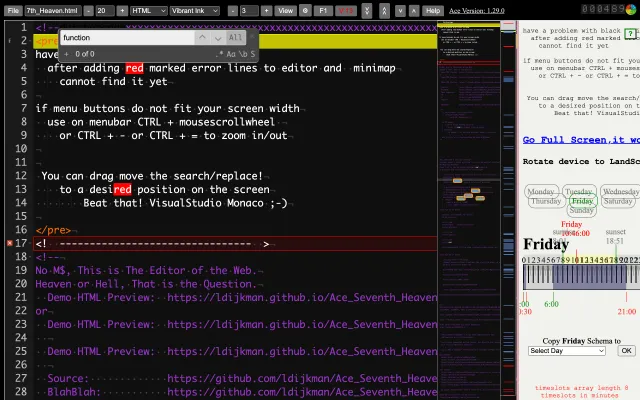 File 7th_Heaven.html - 20 + HTML Vibrant Ink - 3 + View F1 Help Ace Version: 1.29.0 000489
1 <!--
function
All
+ 0 of 0 .* Aa \b S
2 <pre
3 have
4 after adding red marked error lines to editor and minimap
5 cannot find it yet
6
7 if menu buttons do not fit your screen width
8 use on menubar CTRL + mousescrollwheel
9 or CTRL + - or CTRL + = to zoom in/out
10
11
12 You can drag move the search/replace!
13 to a desired position on the screen
14 Beat that! VisualStudio Monaco ;-)
15
16 </pre>
17 <! -------------------------------- >
18 <!--
19 No M$, This is The Editor of the Web.
20 Heaven or Hell, That is the Question.
21 Demo HTML Preview: https://ldijkman.github.io/Ace_Seventh_Heaven
22 or
23 Demo HTML Preview: https://ldijkman.github.io/Ace_Seventh_Heaven
24
25 Demo HTML Preview: https://ldijkman.github.io/Ace_Seventh_Heaven
26
27 Source: https://github.com/ldijkman/Ace_Seventh_Heave
28 BlahBlah: https://github.com/ldijkman/Ace_Seventh_Heave
have a problem with black
?
after adding red marked
cannot find it yet
if menu buttons do not fit your screen
use on menubar CTRL + mouses
or CTRL + - or CTRL + =
You can drag move the search/
to a desired position on t
Beat that! VisualStudi
Go Full Screen,it wo
Rotate device to LandSc
Monday Tuesday Wednesday
Thursday Friday Saturday
Sunday
Friday
10:46:00
sunset
18:51
Friday
6:00
21:00
Copy Friday Schema to
Select Day OK
timeslots array length 8
timeslots in minutes